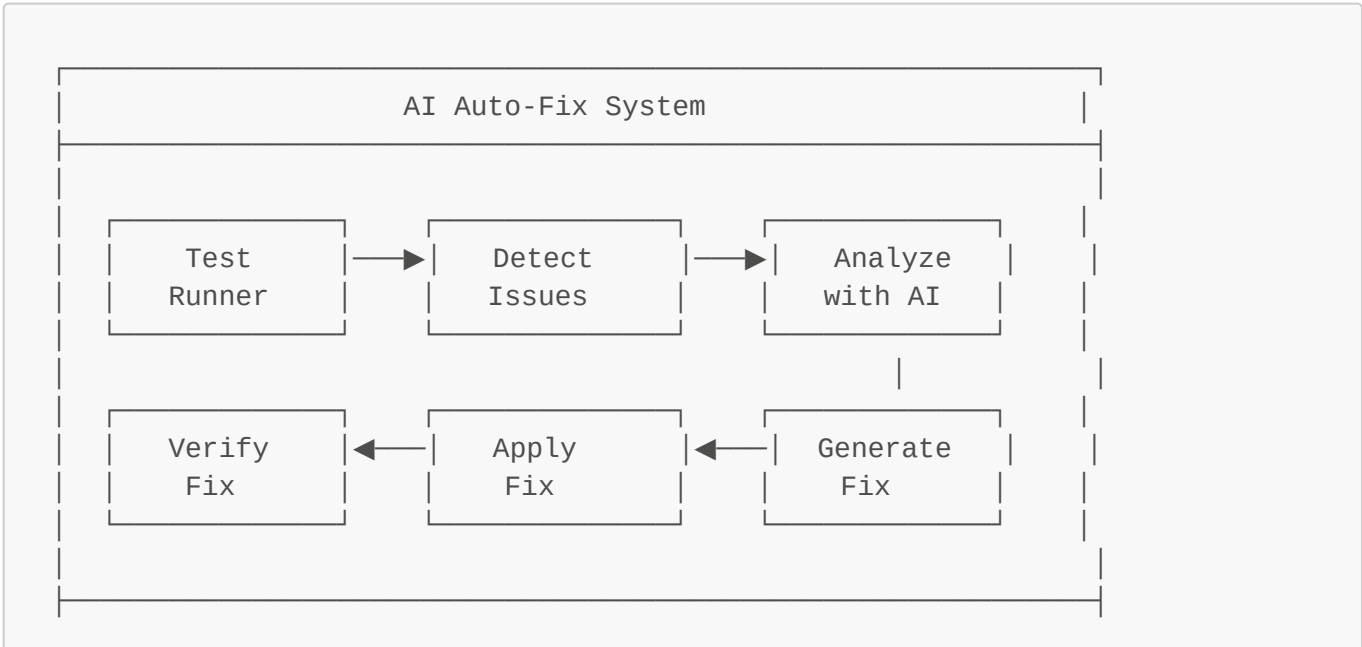 AI Auto-Fix System
Test Detect Analyze
Runner Issues with AI
Verify Apply Generate
Fix Fix Fix